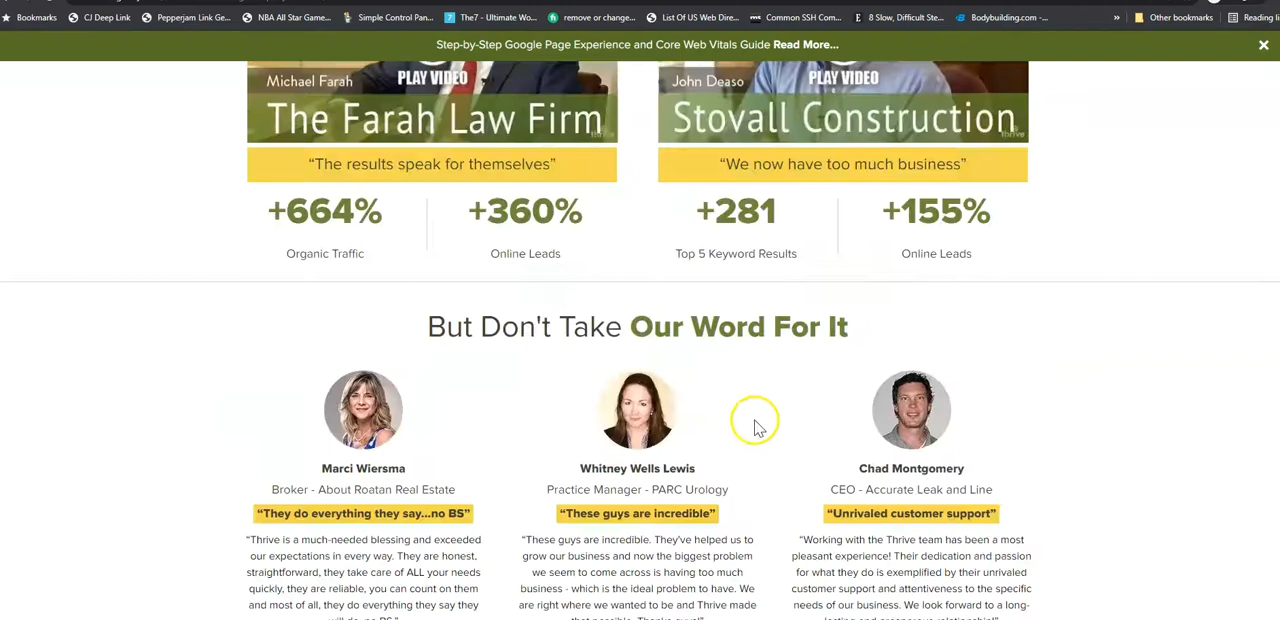 Bookmarks CJ Deep Link Pepperjam Link Ge... NBA All Star Game... Simple Control Pan... The7 - Ultimate Wo... remove or change... List Of US Web Direc... Common SSH Com... 8 Slow, Difficult Ste... Bodybuilding.com -... » Other bookmarks Reading li
Step-by-Step Google Page Experience and Core Web Vitals Guide Read More...
Michael Farah PLAY VIDEO John Deaso PLAY VIDEO
The Farah Law Firm Stovall Construction
“The results speak for themselves” “We now have too much business”
+664% +360% +281 +155%
Organic Traffic Online Leads Top 5 Keyword Results Online Leads
But Don't Take Our Word For It
Marci Wiersma Whitney Wells Lewis Chad Montgomery
Broker - About Roatan Real Estate Practice Manager - PARC Urology CEO - Accurate Leak and Line
“They do everything they say...no BS” “These guys are incredible” “Unrivaled customer support”
“Thrive is a much-needed blessing and exceeded
our expectations in every way. They are honest,
straightforward, they take care of ALL your needs
quickly, they are reliable, you can count on them
and most of all, they do everything they say they
“These guys are incredible. They've helped us to
grow our business and now the biggest problem
we seem to come across is having too much
business - which is the ideal problem to have. We
are right where we wanted to be and Thrive made
“Working with the Thrive team has been a most
pleasant experience! Their dedication and passion
for what they do is exemplified by their unrivaled
customer support and attentiveness to the specific
needs of our business. We look forward to a long-